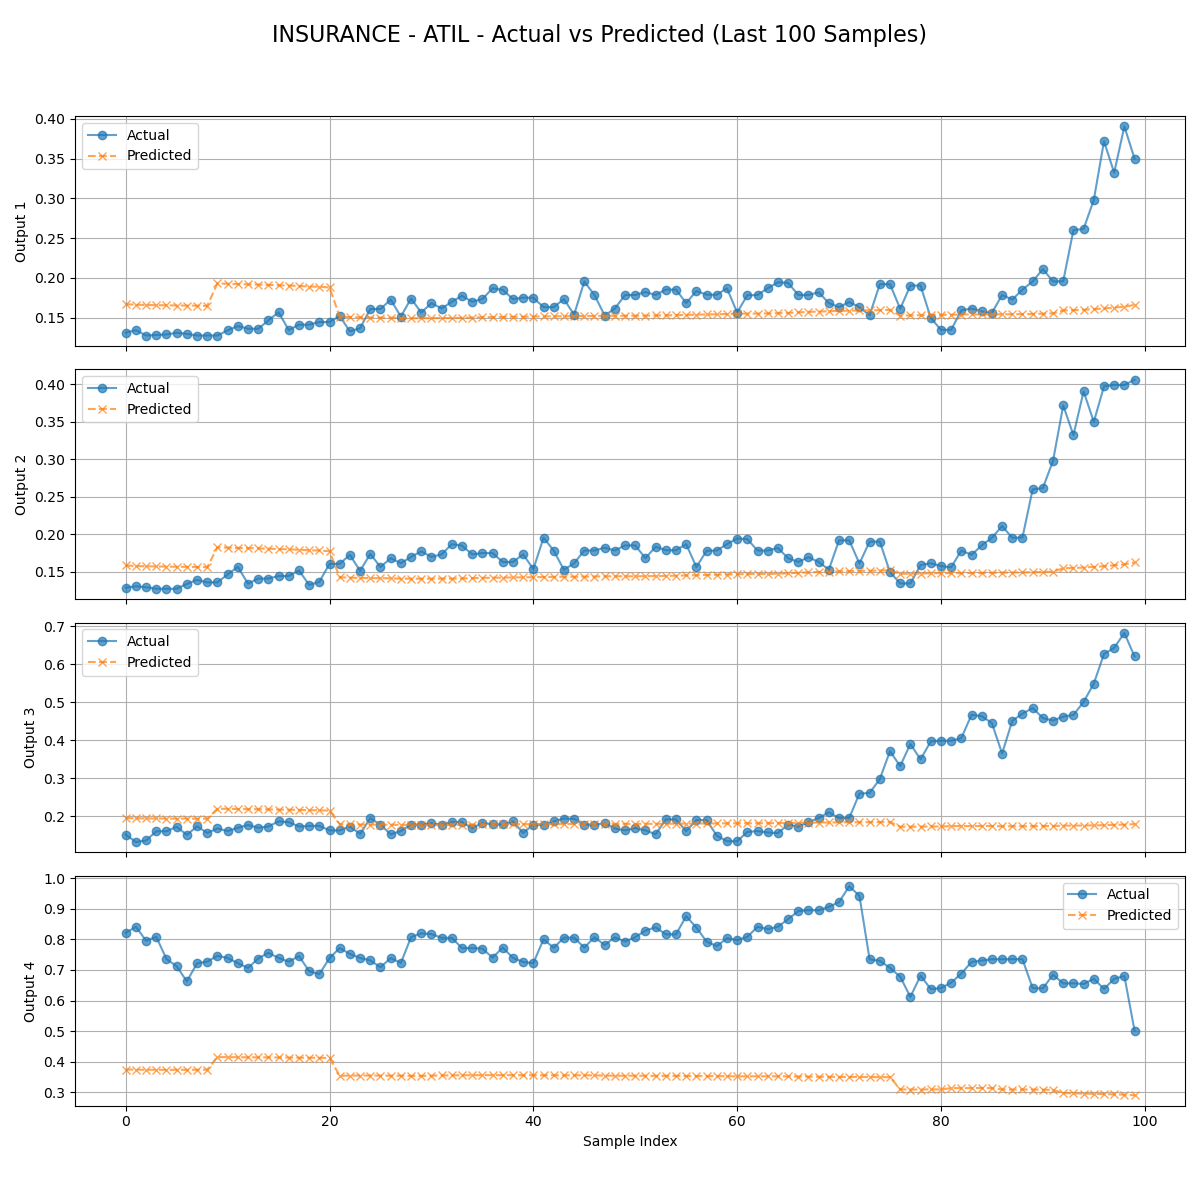 INSURANCE - ATIL - Actual vs Predicted (Last 100 Samples)
0.40
0.35
0.30
0.25
0.20
0.15
Output 1
Actual
Predicted
0.40
0.35
0.30
0.25
0.20
0.15
Output 2
Actual
Predicted
0.7
0.6
0.5
0.4
0.3
0.2
Output 3
Actual
Predicted
1.0
0.9
0.8
0.7
0.6
0.5
0.4
0.3
Output 4
Actual
Predicted
0 20 40 60 80 100
Sample Index